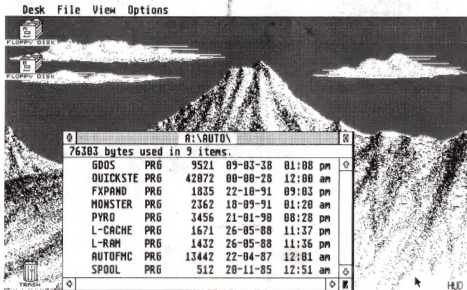 Desk File View Options
FLOPPY DISK
FLOPPY DISK
A:\AUTO\
76303 bytes used in 9 items.
GDOS PRG 9521 09-03-38 01:08 pm
QUICKSTE PRG 42072 00-00-28 12:00 am
FXPAND PRG 1835 22-10-91 09:03 pm
MONSTER PRG 2362 18-09-91 01:20 am
PYRO PRG 3456 21-01-90 08:28 pm
L-CACHE PRG 1671 26-05-88 11:37 pm
L-RAM PRG 1432 26-05-88 11:36 pm
AUTOFMC PRG 13442 22-04-87 12:01 am
SPOOL PRG 512 20-11-85 12:51 am
TRASH
HUD